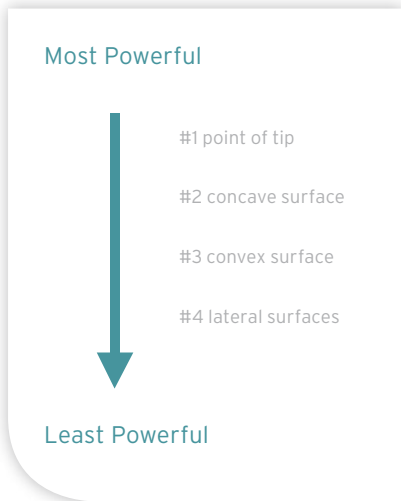 Most Powerful
#1 point of tip
#2 concave surface
#3 convex surface
#4 lateral surfaces
Least Powerful